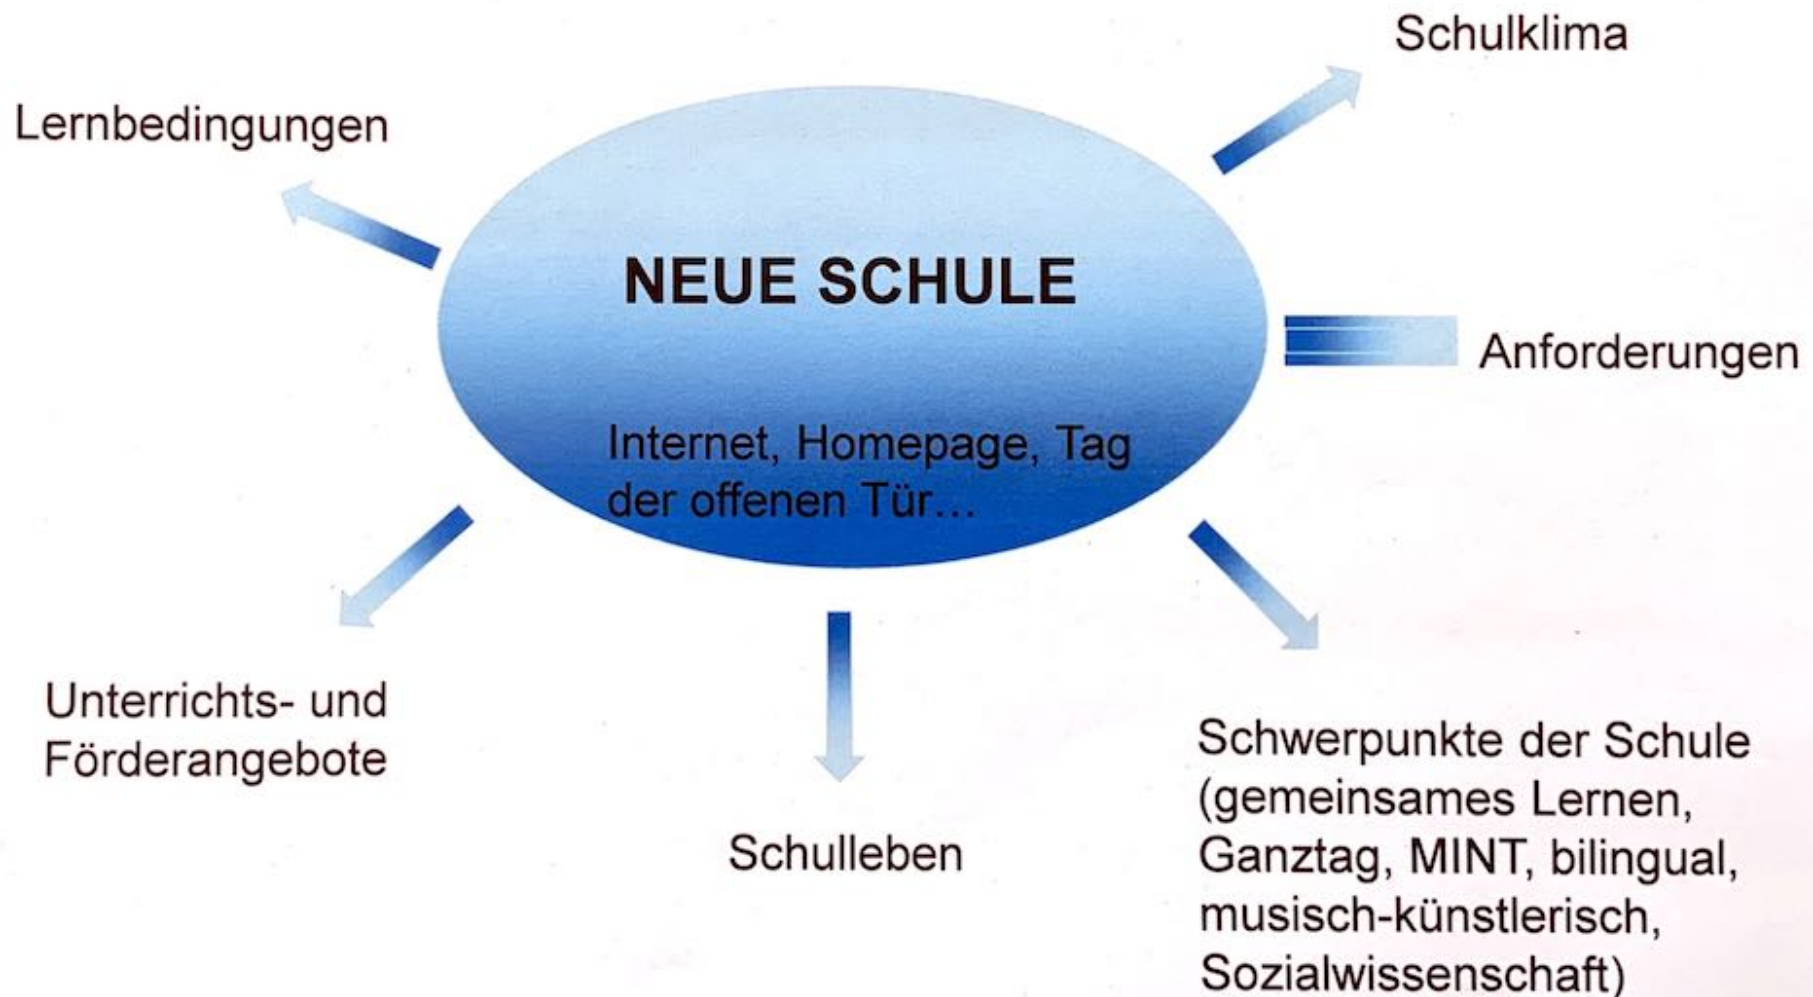 Schulklima
Lernbedingungen
NEUE SCHULE
Anforderungen
Internet, Homepage, Tag
der offenen Tür...
Unterrichts- und
Förderangebote
Schwerpunkte der Schule
(gemeinsames Lernen,
Ganztag, MINT, bilingual,
musisch-künstlerisch,
Sozialwissenschaft)
Schulleben